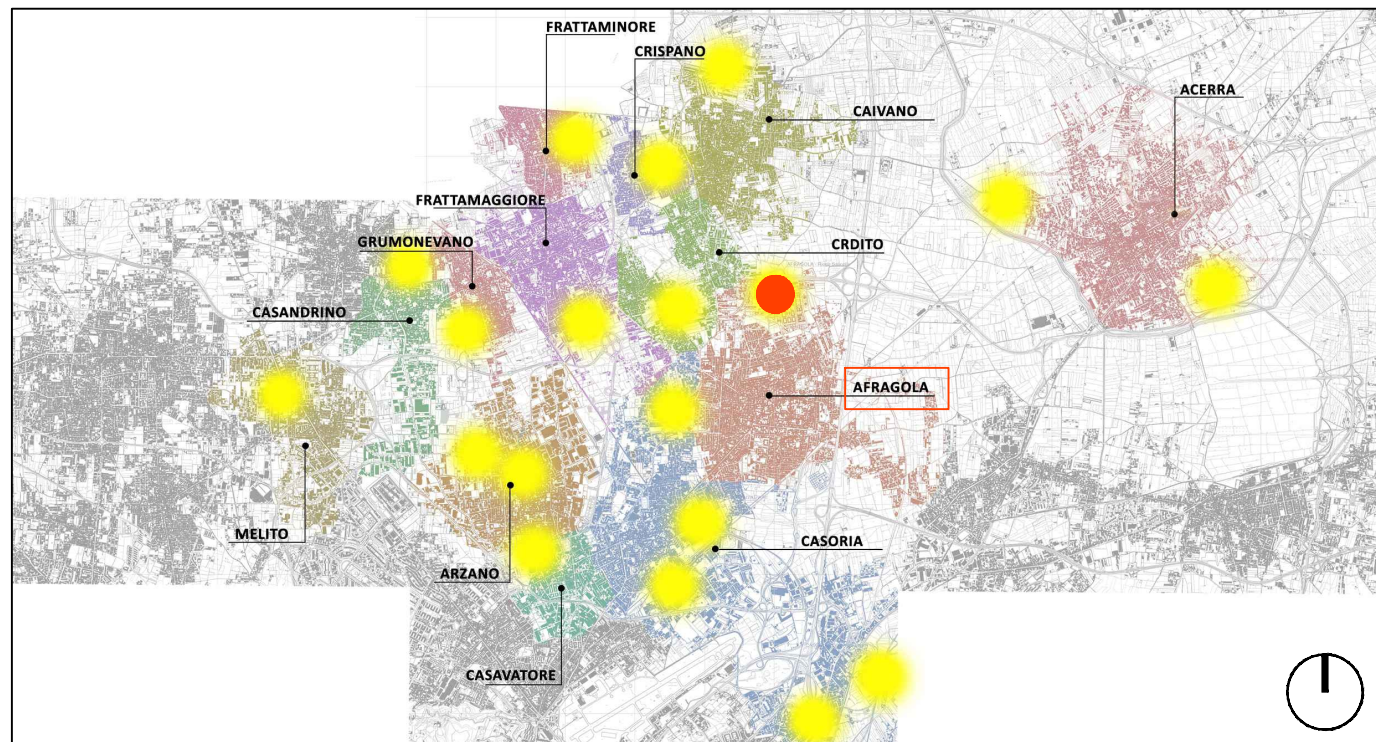 FRATTAMINORE
CRISPANO
ACERRA
CAIVANO
FRATTAMAGGIORE
GRUMONEVANO
CRDITO
CASANDRINO
AFRAGOLA
MELITO
CASORIA
ARZANO
CASAVATORE